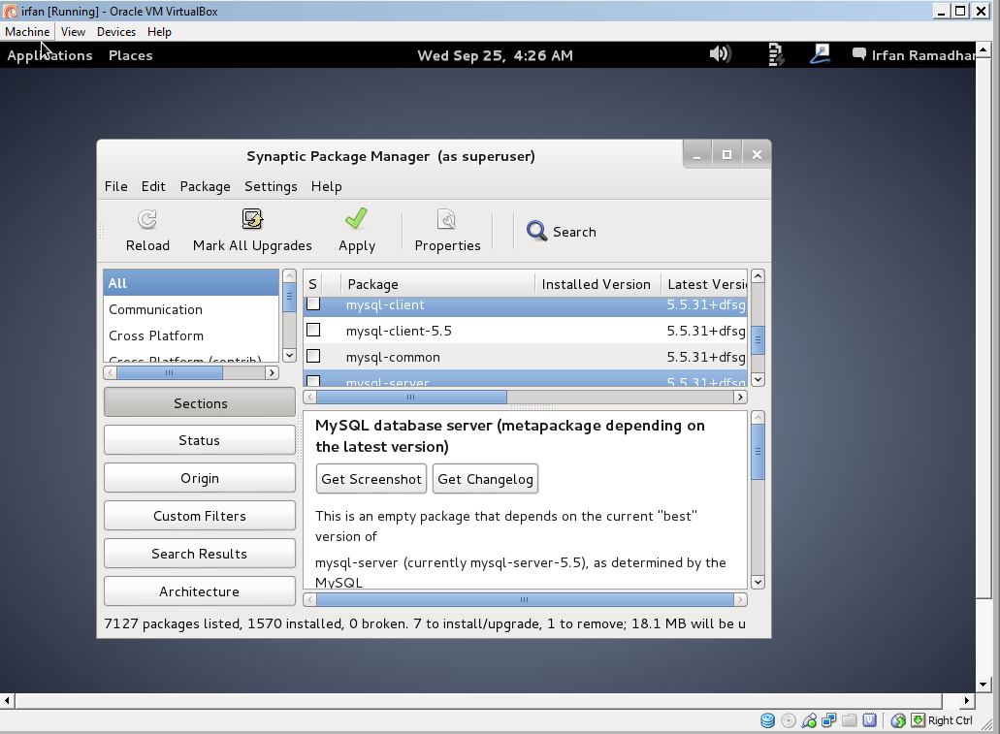 irfan [Running] - Oracle VM VirtualBox
Machine View Devices Help
Applications Places Wed Sep 25, 4:26 AM Irfan Ramadhan
Synaptic Package Manager (as superuser)
File Edit Package Settings Help
Reload Mark All Upgrades Apply Properties Search
All
Communication
Cross Platform
Cross Platform (contrib)
S Package Installed Version Latest Versi
mysql-client 5.5.31+dfsg
mysql-client-5.5 5.5.31+dfsg
mysql-common 5.5.31+dfsg
mysql-server 5.5.31+dfsg
Sections
Status
Origin
Custom Filters
Search Results
Architecture
MySQL database server (metapackage depending on
the latest version)
Get Screenshot Get Changelog
This is an empty package that depends on the current "best"
version of
mysql-server (currently mysql-server-5.5), as determined by the
MySQL
7127 packages listed, 1570 installed, 0 broken. 7 to install/upgrade, 1 to remove; 18.1 MB will be u
Right Ctrl